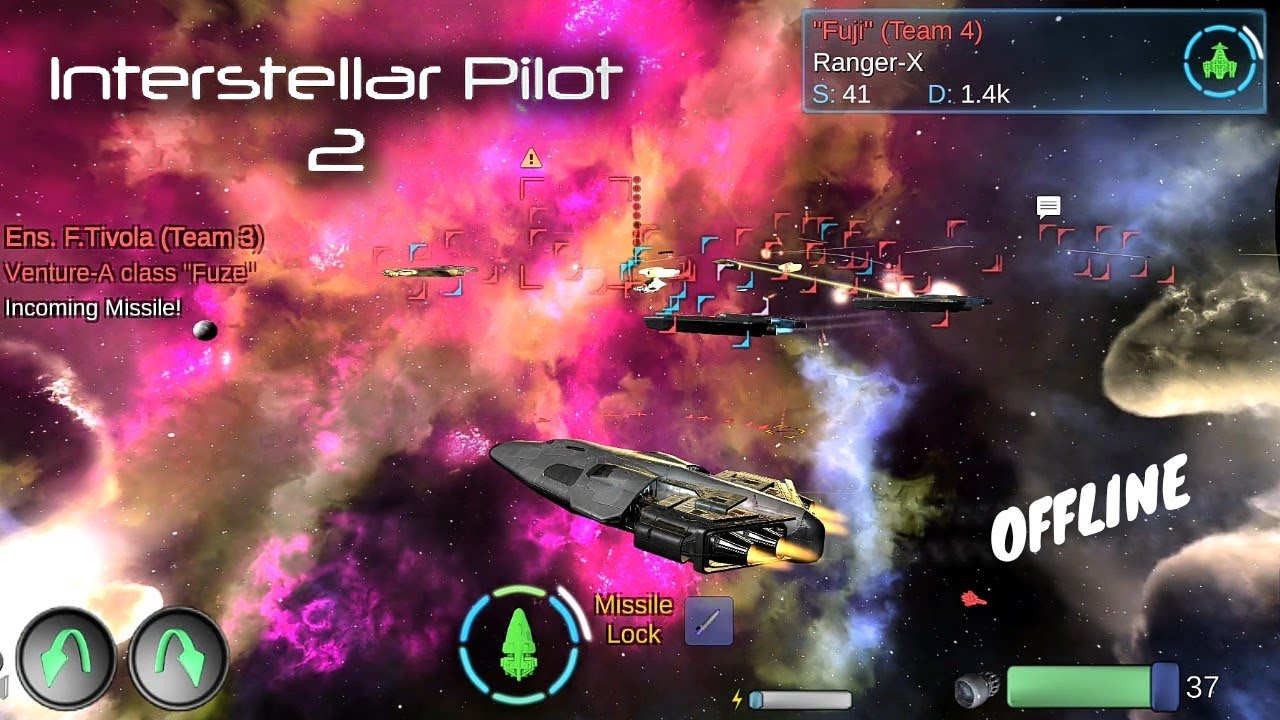 Interstellar Pilot
2
"Fuji" (Team 4)
Ranger-X
S: 41 D: 1.4k
Ens. F.Tivola (Team 3)
Venture-A class "Fuze"
Incoming Missile!
OFFLINE
Missile
Lock
37